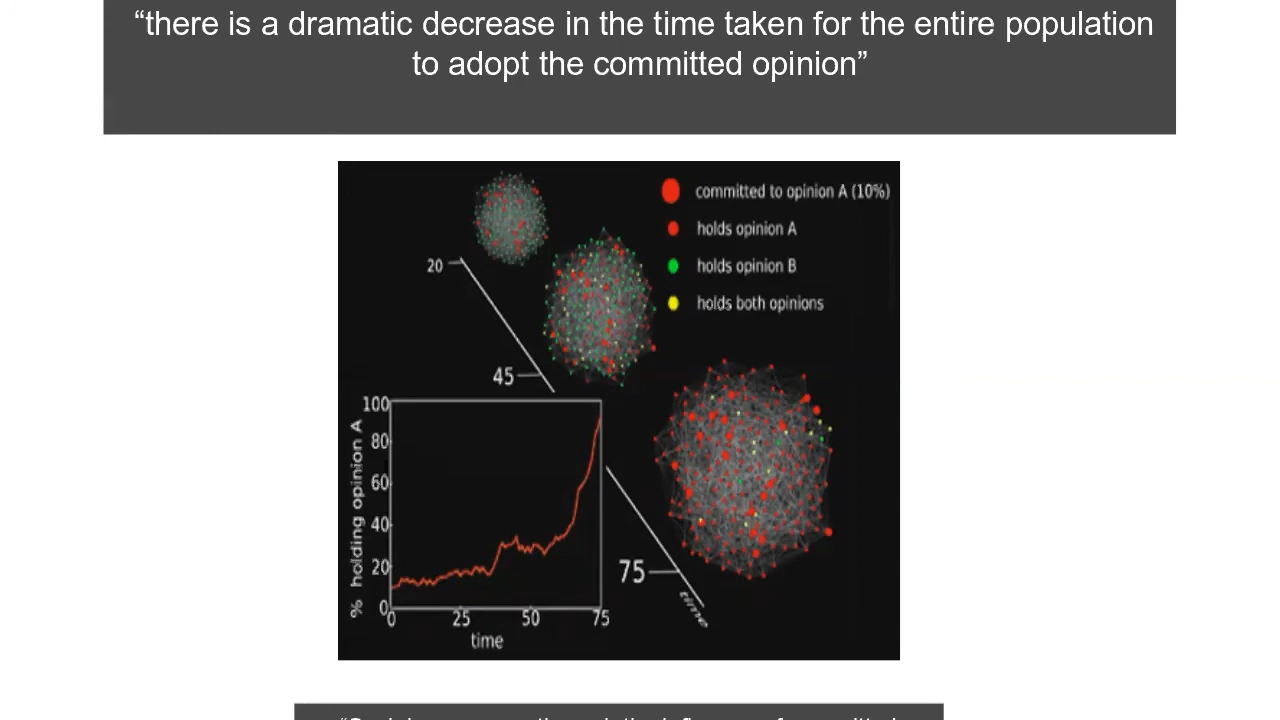 “there is a dramatic decrease in the time taken for the entire population
to adopt the committed opinion”
committed to opinion A (10%)
holds opinion A
holds opinion B
holds both opinions
20
45
75
time
% holding opinion A
100
80
60
40
20
0
0 25 50 75
time